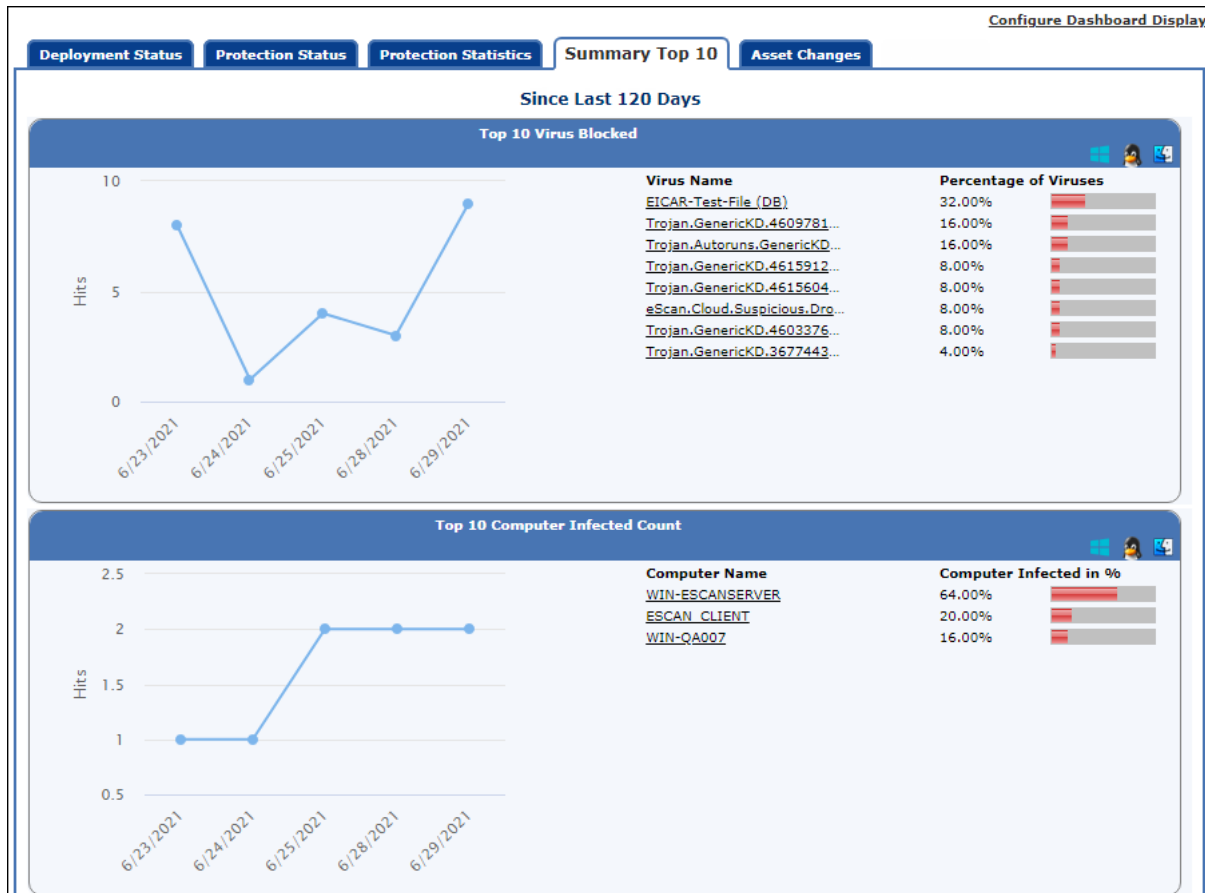 Configure Dashboard Display
Deployment Status Protection Status Protection Statistics Summary Top 10 Asset Changes
Since Last 120 Days
Top 10 Virus Blocked
10
5
0
Hits
6/23/2021 6/24/2021 6/25/2021 6/28/2021 6/29/2021
Virus Name Percentage of Viruses
EICAR-Test-File (DB) 32.00%
Trojan.GenericKD.4609781... 16.00%
Trojan.Autoruns.GenericKD... 16.00%
Trojan.GenericKD.4615912... 8.00%
Trojan.GenericKD.4615604... 8.00%
eScan.Cloud.Suspicious.Dro... 8.00%
Trojan.GenericKD.4603376... 8.00%
Trojan.GenericKD.3677443... 4.00%
Top 10 Computer Infected Count
2.5
2
1.5
1
0.5
Hits
6/23/2021 6/24/2021 6/25/2021 6/28/2021 6/29/2021
Computer Name Computer Infected in %
WIN-ESCANSERVER 64.00%
ESCAN_CLIENT 20.00%
WIN-QA007 16.00%